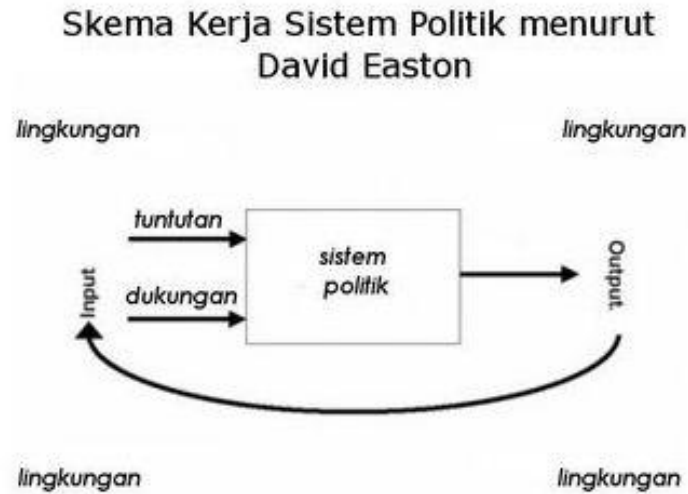 Skema Kerja Sistem Politik menurut
David Easton
lingkungan
lingkungan
tuntutan
sistem
politik
dukungan
Input
Output.
lingkungan
lingkungan